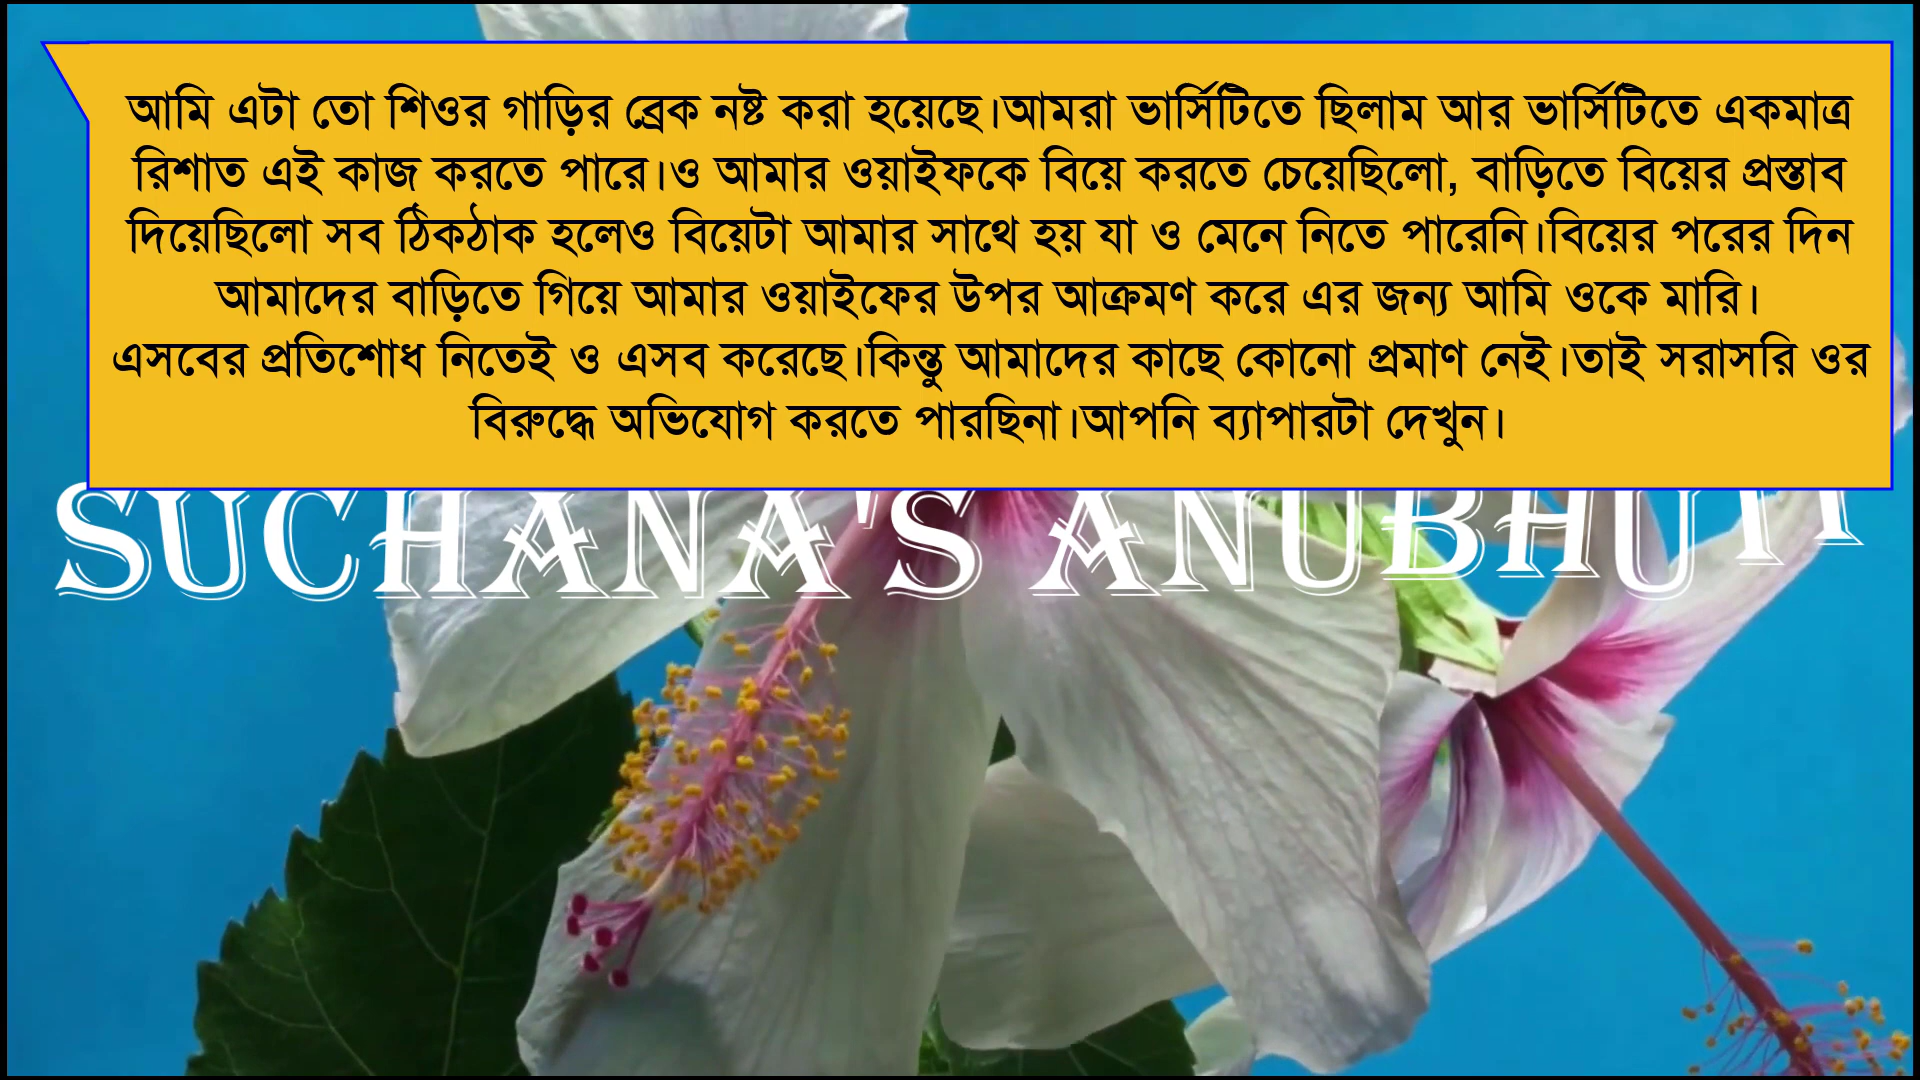 আমি এটা তো শিওর গাড়ির ব্রেক নষ্ট করা হয়েছে।আমরা ভার্সিটিতে ছিলাম আর ভার্সিটিতে একমাত্র
রিশাত এই কাজ করতে পারে।ও আমার ওয়াইফকে বিয়ে করতে চেয়েছিলো, বাড়িতে বিয়ের প্রস্তাব
দিয়েছিলো সব ঠিকঠাক হলেও বিয়েটা আমার সাথে হয় যা ও মেনে নিতে পারেনি।বিয়ের পরের দিন
আমাদের বাড়িতে গিয়ে আমার ওয়াইফের উপর আক্রমণ করে এর জন্য আমি ওকে মারি।
এসবের প্রতিশোধ নিতেই ও এসব করেছে।কিন্তু আমাদের কাছে কোনো প্রমাণ নেই।তাই সরাসরি ওর
বিরুদ্ধে অভিযোগ করতে পারছিনা।আপনি ব্যাপারটা দেখুন।
SUCHANA'S ANUBHUTI